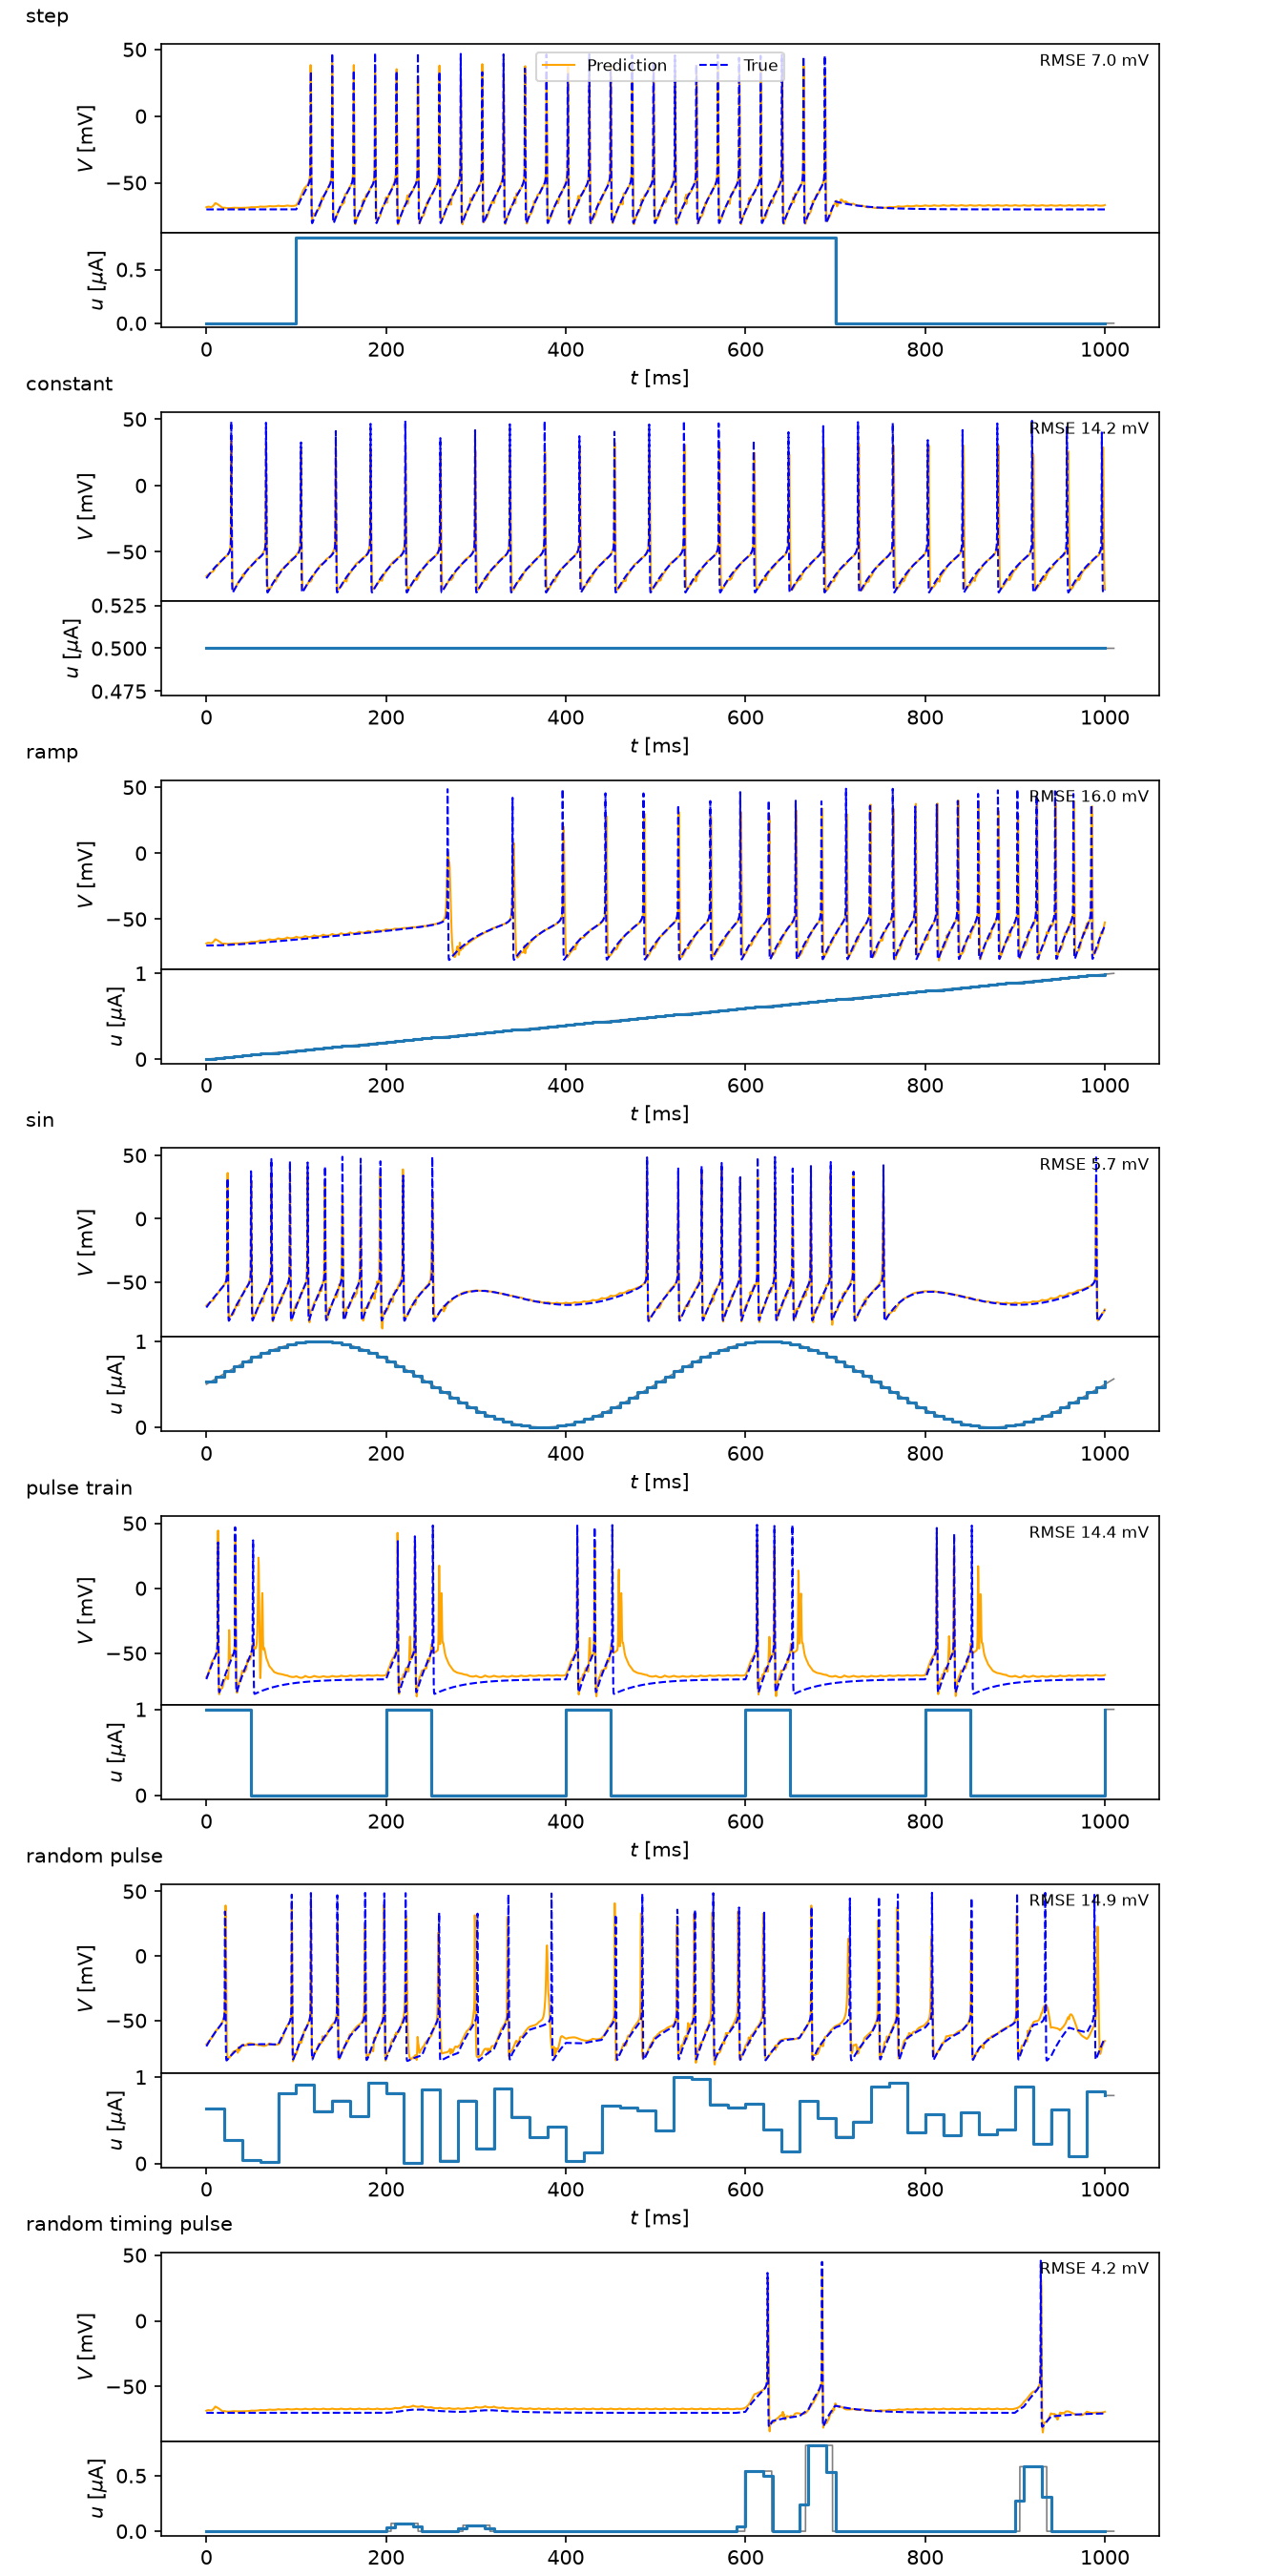 step
50
0
−50
V [mV]
Prediction
True
RMSE 7.0 mV
0.5
0.0
u [μA]
0 200 400 600 800 1000
t [ms]
constant
50
0
−50
V [mV]
RMSE 14.2 mV
0.525
0.500
0.475
u [μA]
0 200 400 600 800 1000
t [ms]
ramp
50
0
−50
V [mV]
RMSE 16.0 mV
1
0
u [μA]
0 200 400 600 800 1000
t [ms]
sin
50
0
−50
V [mV]
RMSE 5.7 mV
1
0
u [μA]
0 200 400 600 800 1000
t [ms]
pulse train
50
0
−50
V [mV]
RMSE 14.4 mV
1
0
u [μA]
0 200 400 600 800 1000
t [ms]
random pulse
50
0
−50
V [mV]
RMSE 14.9 mV
1
0
u [μA]
0 200 400 600 800 1000
t [ms]
random timing pulse
50
0
−50
V [mV]
RMSE 4.2 mV
0.5
0.0
u [μA]
0 200 400 600 800 1000